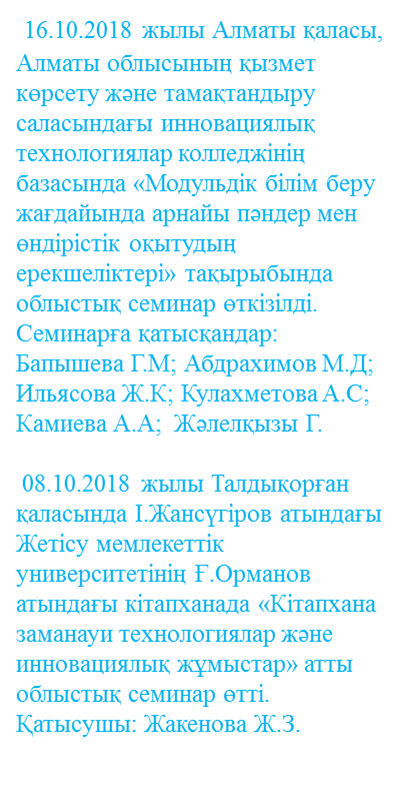 16.10.2018 жылы Алматы қаласы,
Алматы облысының қызмет
көрсету және тамақтандыру
саласындағы инновациялық
технологиялар колледжінің
базасында «Модульдік білім беру
жағдайында арнайы пәндер мен
өндірістік оқытудың
ерекшеліктері» тақырыбында
облыстық семинар өткізілді.
Семинарға қатысқандар:
Бапышева Г.М; Абдрахимов М.Д;
Ильясова Ж.К; Кулахметова А.С;
Камиева А.А; Жәлелқызы Г.
08.10.2018 жылы Талдықорған
қаласында І.Жансүгіров атындағы
Жетісу мемлекеттік
университетінің Ғ.Орманов
атындағы кітапханада «Кітапхана
заманауи технологиялар және
инновациялық жұмыстар» атты
облыстық семинар өтті.
Қатысушы: Жакенова Ж.З.